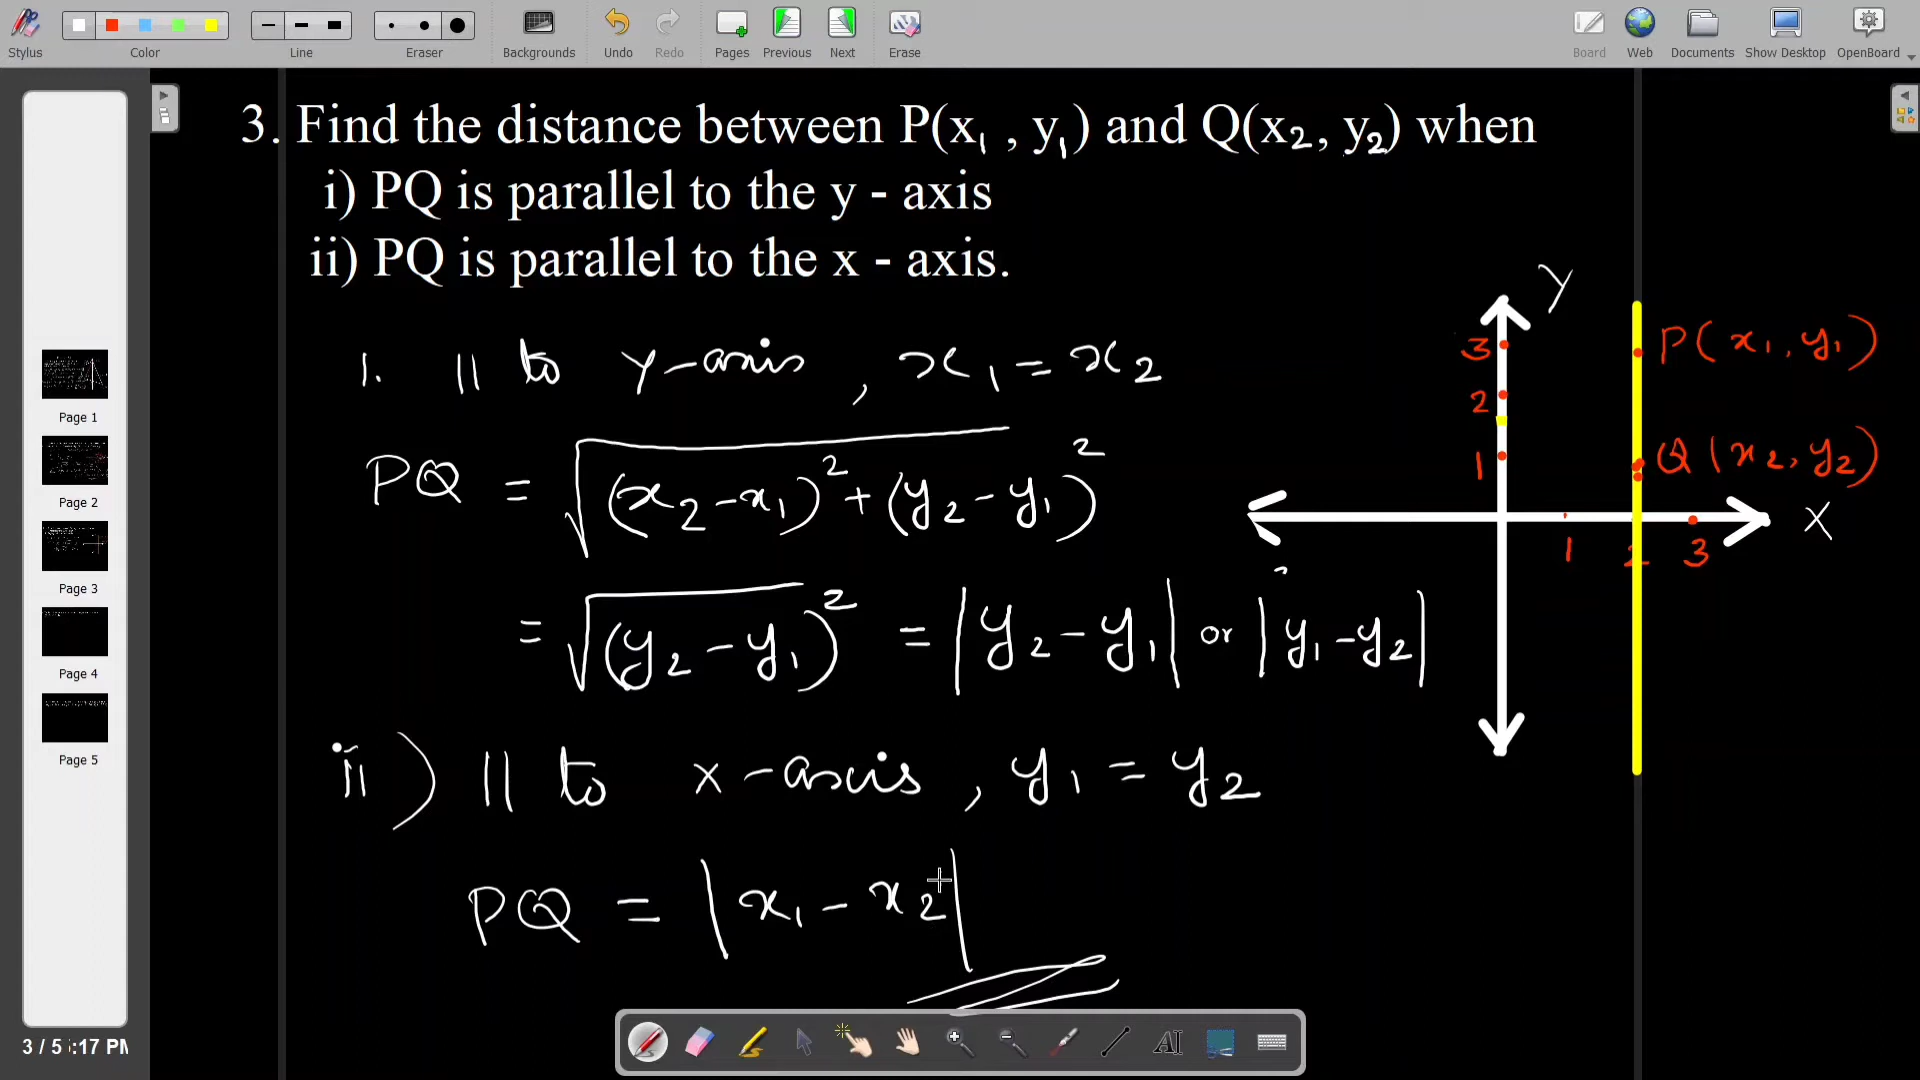 Stylus Color Line Eraser Backgrounds Undo Redo Pages Previous Next Erase Board Web Documents Show Desktop OpenBoard
3. Find the distance between P(x₁ , y₁) and Q(x₂, y₂) when
i) PQ is parallel to the y - axis
ii) PQ is parallel to the x - axis.
1. || to y-axis , x₁ = x₂
PQ = √(x₂-x₁)² + (y₂-y₁)²
= √(y₂-y₁)² = |y₂-y₁| or |y₁-y₂|
ii) || to x-axis, y₁ = y₂
PQ = |x₁ - x₂|
Y
3 P(x₁, y₁)
2
1 Q(x₂, y₂)
X
1 2 3
Page 1
Page 2
Page 3
Page 4
Page 5
3 / 5 :17 PM
AI